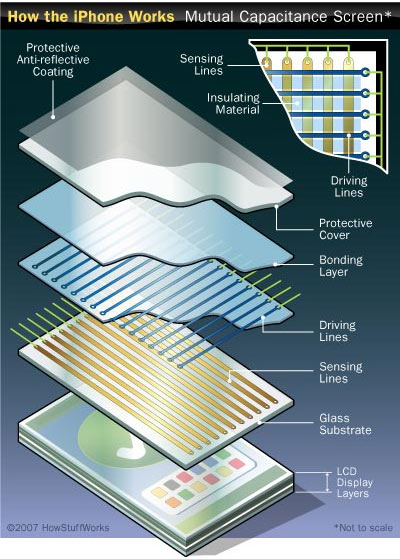 How the iPhone Works Mutual Capacitance Screen*
Protective
Anti-reflective
Coating
Sensing
Lines
Insulating
Material
Driving
Lines
Protective
Cover
Bonding
Layer
Driving
Lines
Sensing
Lines
Glass
Substrate
LCD
Display
Layers
©2007 HowStuffWorks
*Not to scale